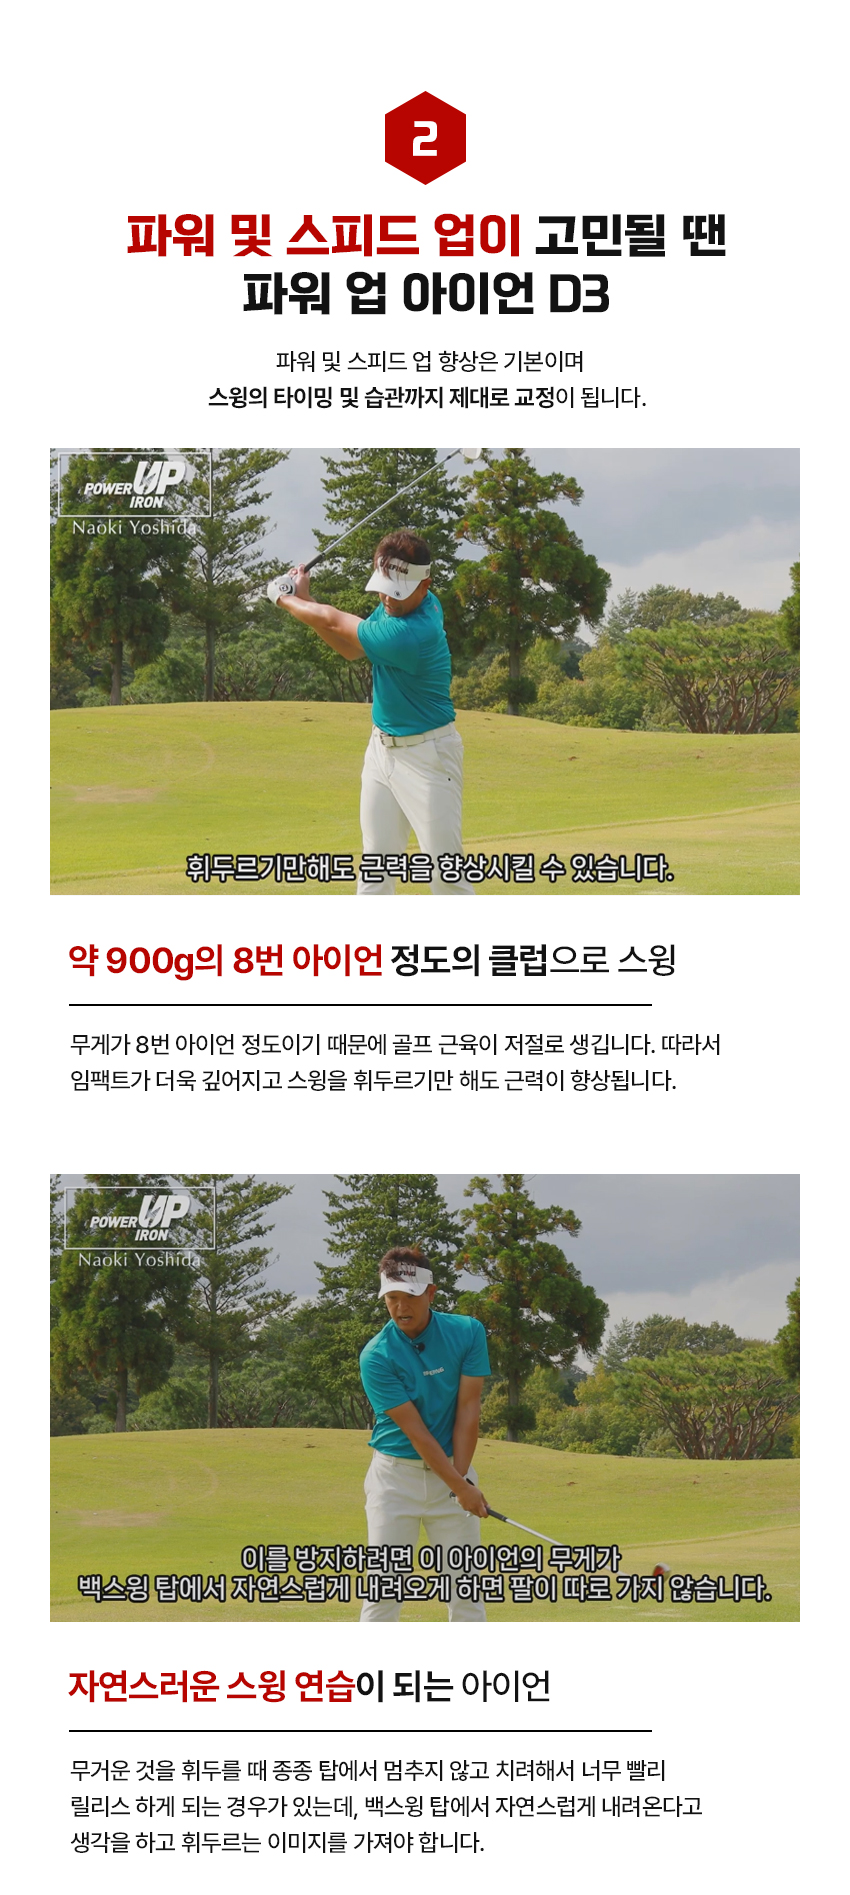 2
파워 및 스피드 업이 고민될 땐
파워 업 아이언 D3
파워 및 스피드 업 향상은 기본이며
스윙의 타이밍 및 습관까지 제대로 교정이 됩니다.
POWER UP
IRON
Naoki Yoshida
휘두르기만해도 근력을 향상시킬 수 있습니다.
약 900g의 8번 아이언 정도의 클럽으로 스윙
무게가 8번 아이언 정도이기 때문에 골프 근육이 저절로 생깁니다. 따라서
임팩트가 더욱 깊어지고 스윙을 휘두르기만 해도 근력이 향상됩니다.
POWER UP
IRON
Naoki Yoshida
이를 방지하려면 이 아이언의 무게가
백스윙 탑에서 자연스럽게 내려오게 하면 팔이 따로 가지 않습니다.
자연스러운 스윙 연습이 되는 아이언
무거운 것을 휘두를 때 종종 탑에서 멈추지 않고 치려해서 너무 빨리
릴리스 하게 되는 경우가 있는데, 백스윙 탑에서 자연스럽게 내려온다고
생각을 하고 휘두르는 이미지를 가져야 합니다.